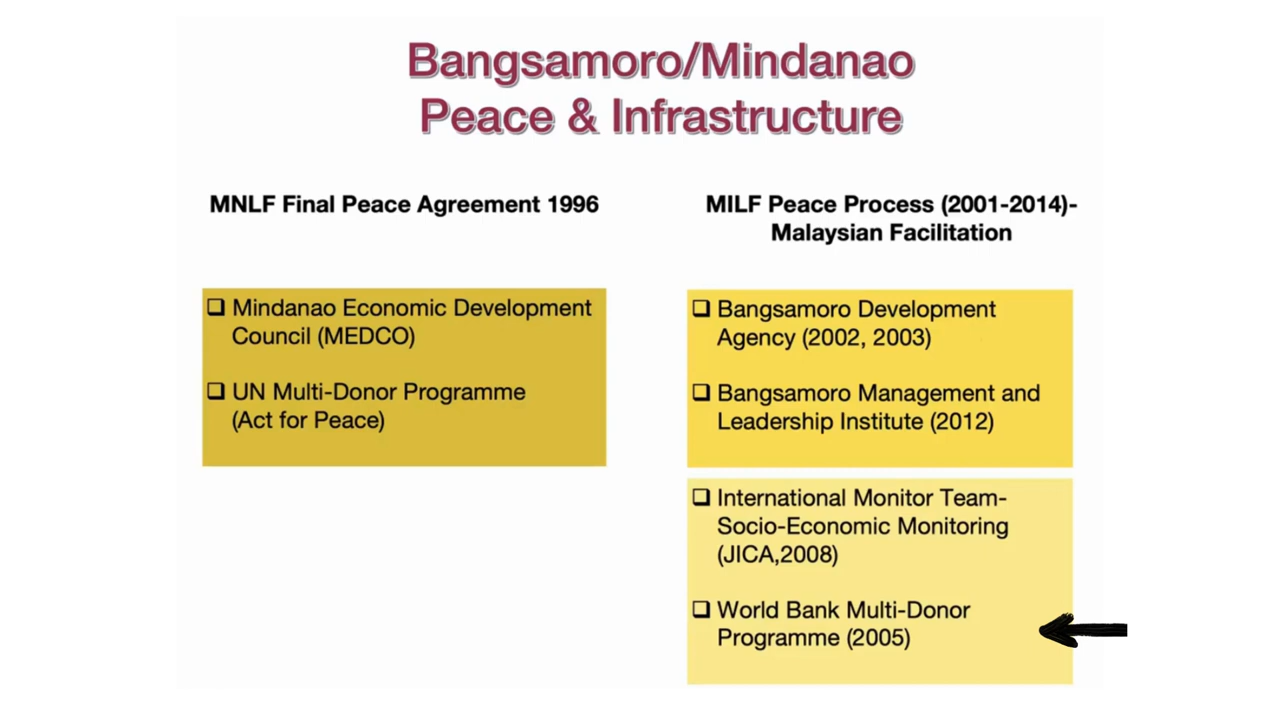 Bangsamoro/Mindanao
Peace & Infrastructure
MNLF Final Peace Agreement 1996
Mindanao Economic Development
Council (MEDCO)
UN Multi-Donor Programme
(Act for Peace)
MILF Peace Process (2001-2014)-
Malaysian Facilitation
Bangsamoro Development
Agency (2002, 2003)
Bangsamoro Management and
Leadership Institute (2012)
International Monitor Team-
Socio-Economic Monitoring
(JICA,2008)
World Bank Multi-Donor
Programme (2005)